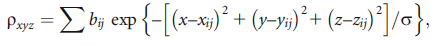 ρxyz = ∑ bij exp {−[(x−xij)² + (y−yij)² + (z−zij)²]/σ},